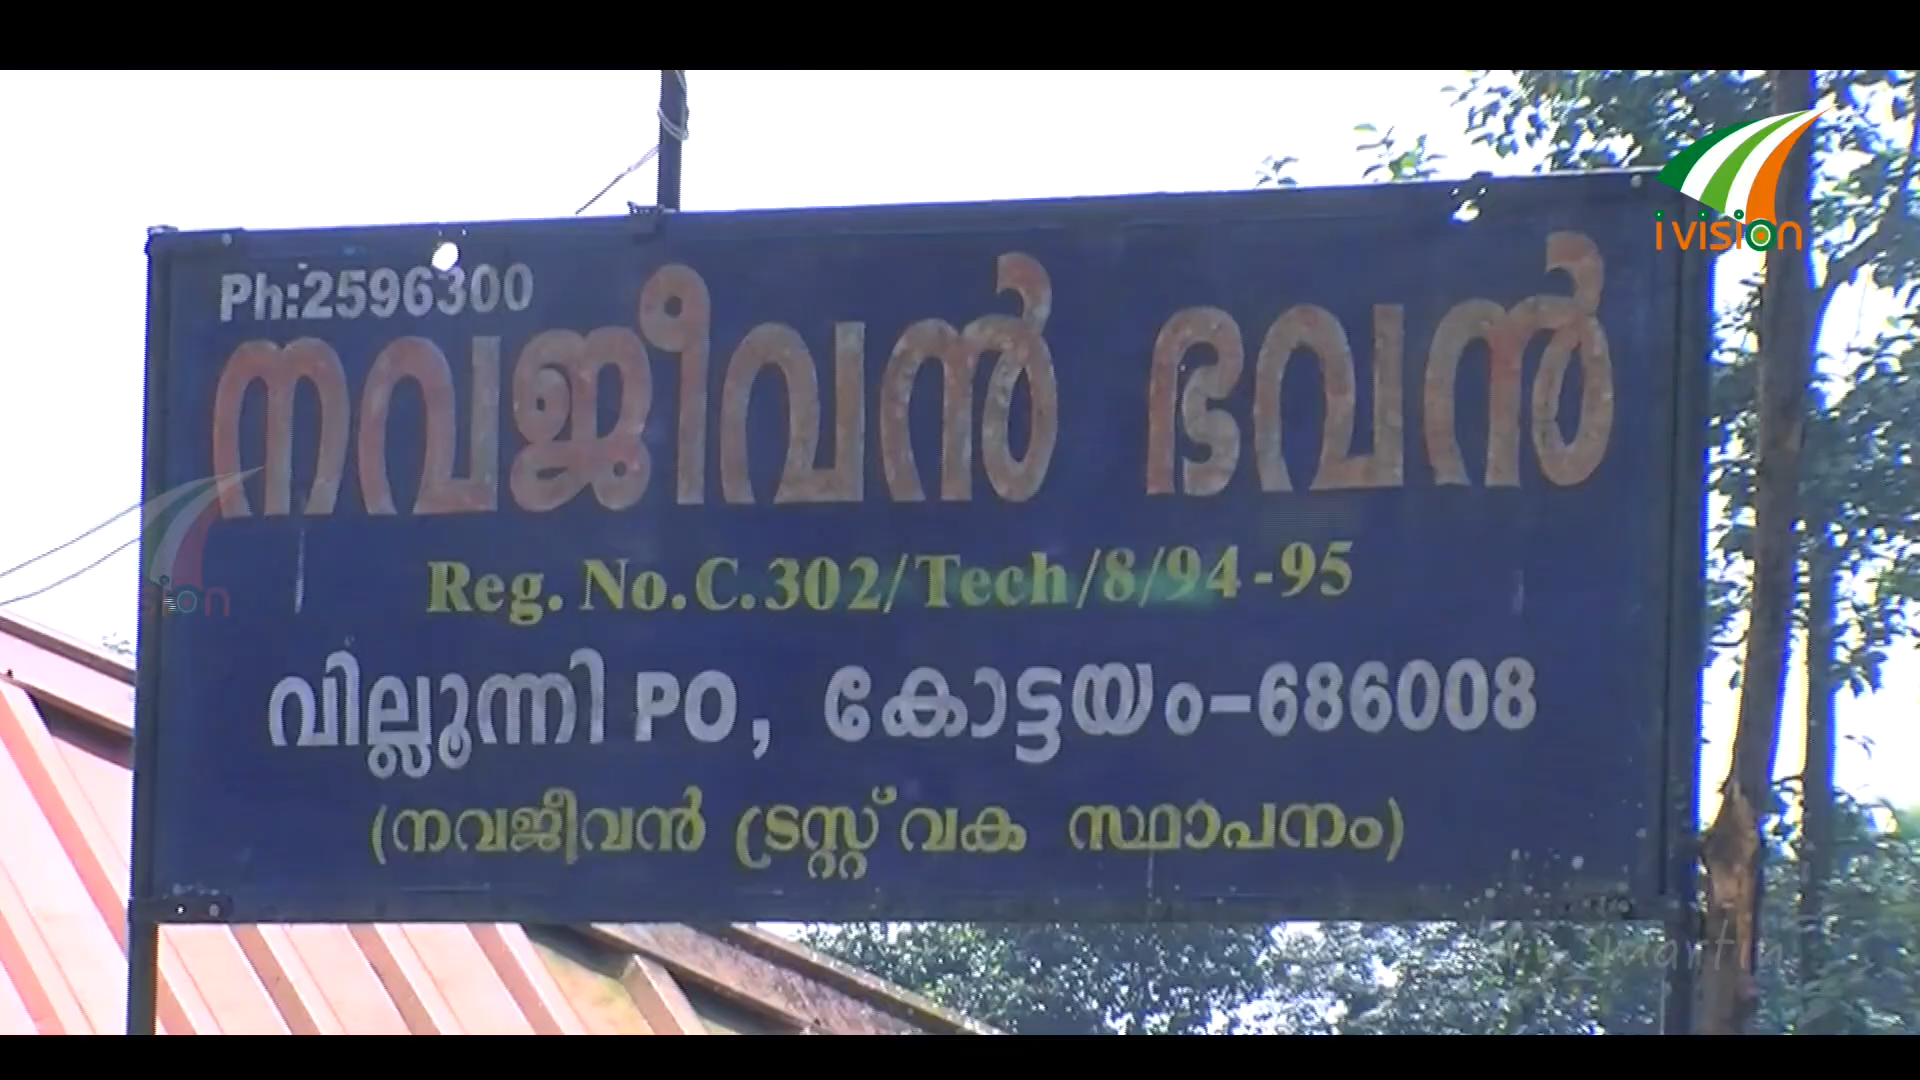 i vision
Ph:2596300
നവജീവൻ ഭവൻ
Reg. No.C.302/Tech/8/94-95
വില്ലൂന്നി PO, കോട്ടയം-686008
(നവജീവൻ ട്രസ്റ്റ് വക സ്ഥാപനം)